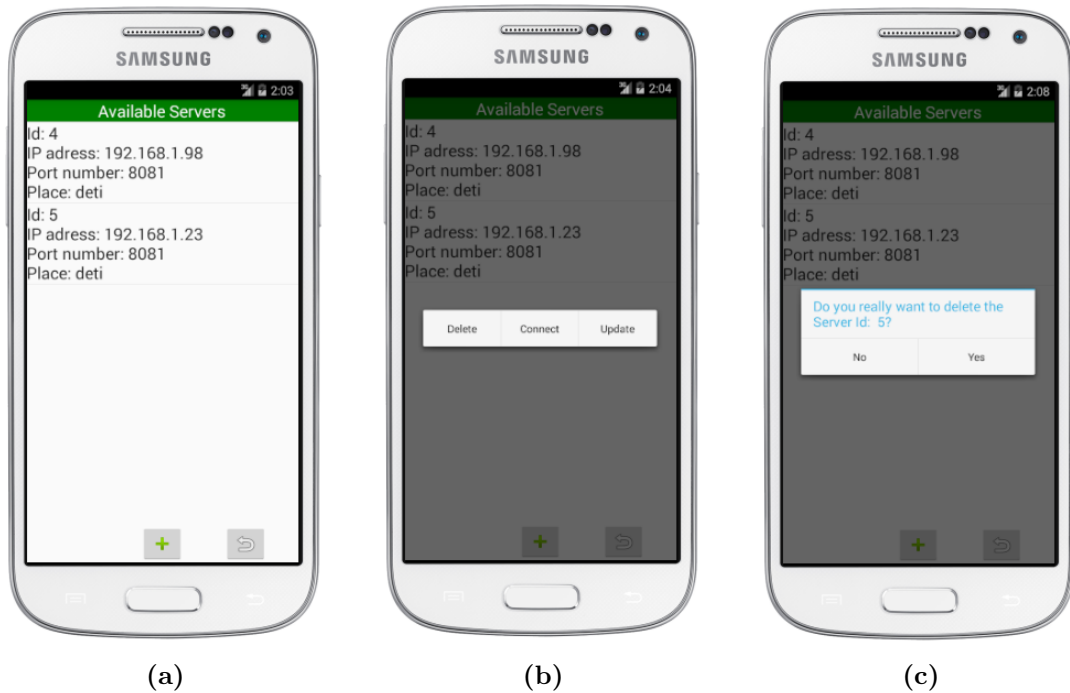 SAMSUNG
2:03
Available Servers
Id: 4
IP adress: 192.168.1.98
Port number: 8081
Place: deti
Id: 5
IP adress: 192.168.1.23
Port number: 8081
Place: deti
(a)
SAMSUNG
2:04
Available Servers
Id: 4
IP adress: 192.168.1.98
Port number: 8081
Place: deti
Id: 5
IP adress: 192.168.1.23
Port number: 8081
Place: deti
Delete Connect Update
(b)
SAMSUNG
2:08
Available Servers
Id: 4
IP adress: 192.168.1.98
Port number: 8081
Place: deti
Id: 5
IP adress: 192.168.1.23
Port number: 8081
Place: deti
Do you really want to delete the
Server Id: 5?
No Yes
(c)